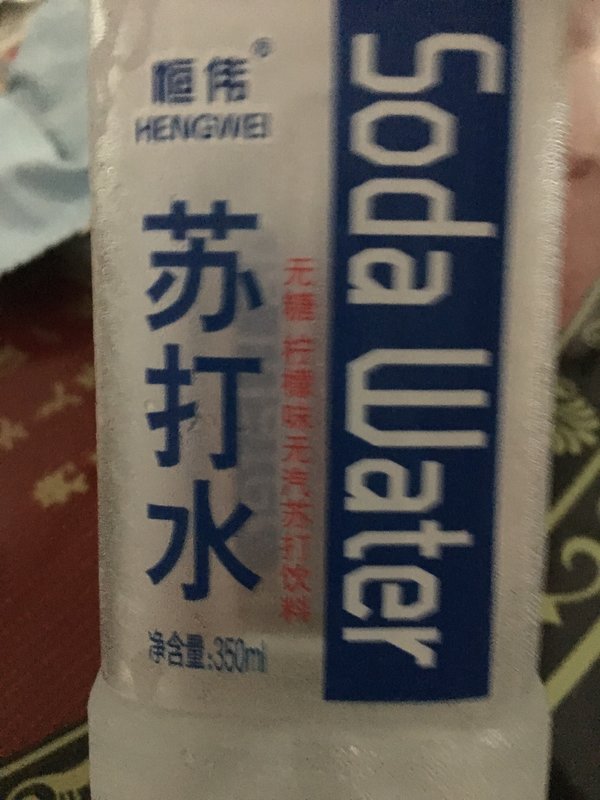 恒伟®
HENGWEI
苏打水
无糖 柠檬味无汽苏打饮料
净含量:350ml
Soda Water